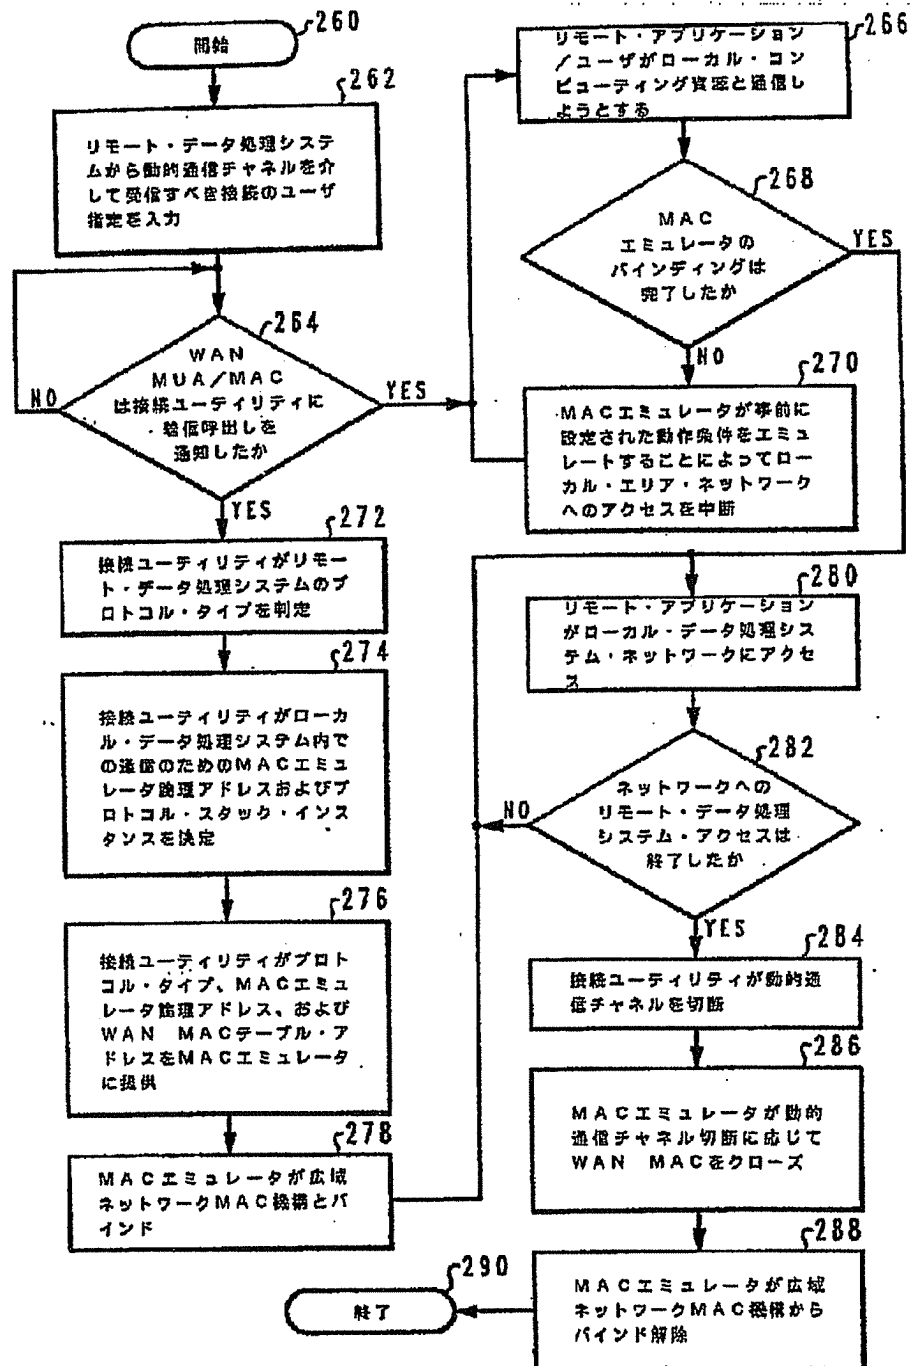 260
開始
262
リモート・データ処理システ
ムから動的通信チャネルを介
して受信すべき接続のユーザ
指定を入力
264
WAN
MUA/MAC
は接続ユーティリティに
着信呼出しを
通知したか
NO
YES
YES
272
接続ユーティリティがリモー
ト・データ処理システムのプ
ロトコル・タイプを判定
274
接続ユーティリティがローカ
ル・データ処理システム内で
の通信のためのMACエミュ
レータ論理アドレスおよびプ
ロトコル・スタック・インス
タンスを決定
276
接続ユーティリティがプロト
コル・タイプ、MACエミュ
レータ論理アドレス、および
WAN MACテーブル・ア
ドレスをMACエミュレータ
に提供
278
MACエミュレータが広域
ネットワークMAC機構とバ
インド
266
リモート・アプリケーション
/ユーザがローカル・コン
ピューティング資源と通信し
ようとする
268
MAC
エミュレータの
バインディングは
完了したか
YES
NO
270
MACエミュレータが事前に
設定された動作条件をエミュ
レートすることによってロー
カル・エリア・ネットワーク
へのアクセスを中断
280
リモート・アプリケーション
がローカル・データ処理シス
テム・ネットワークにアクセ
ス
282
ネットワークへの
リモート・データ処理
システム・アクセスは
終了したか
NO
YES
284
接続ユーティリティが動的通
信チャネルを切断
286
MACエミュレータが動的
通信チャネル切断に応じて
WAN MACをクローズ
288
MACエミュレータが広域
ネットワークMAC機構から
バインド解除
290
終了